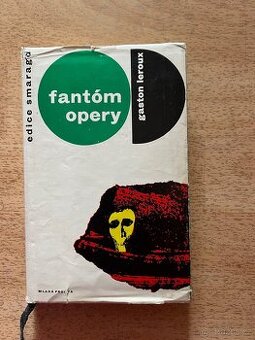 edice smaragd
fantóm
opery
gaston leroux
MLADÁ FRONTA